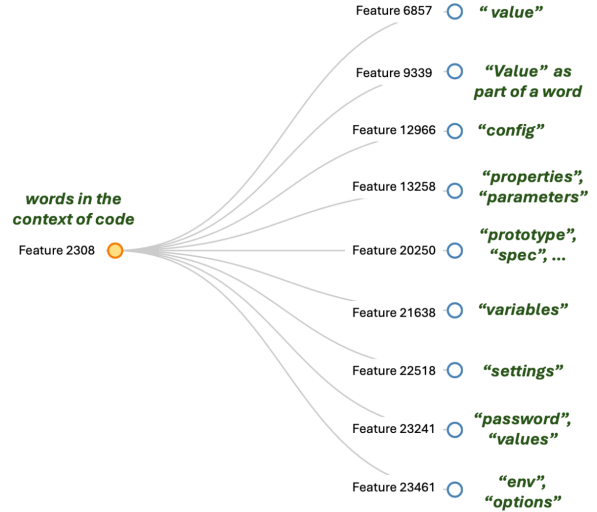 Feature 6857
“ value”
Feature 9339
“Value” as
part of a word
Feature 12966
“config”
Feature 13258
“properties”,
“parameters”
words in the
context of code
Feature 2308
Feature 20250
“prototype”,
“spec”, ...
Feature 21638
“variables”
Feature 22518
“settings”
Feature 23241
“password”,
“values”
Feature 23461
“env”,
“options”